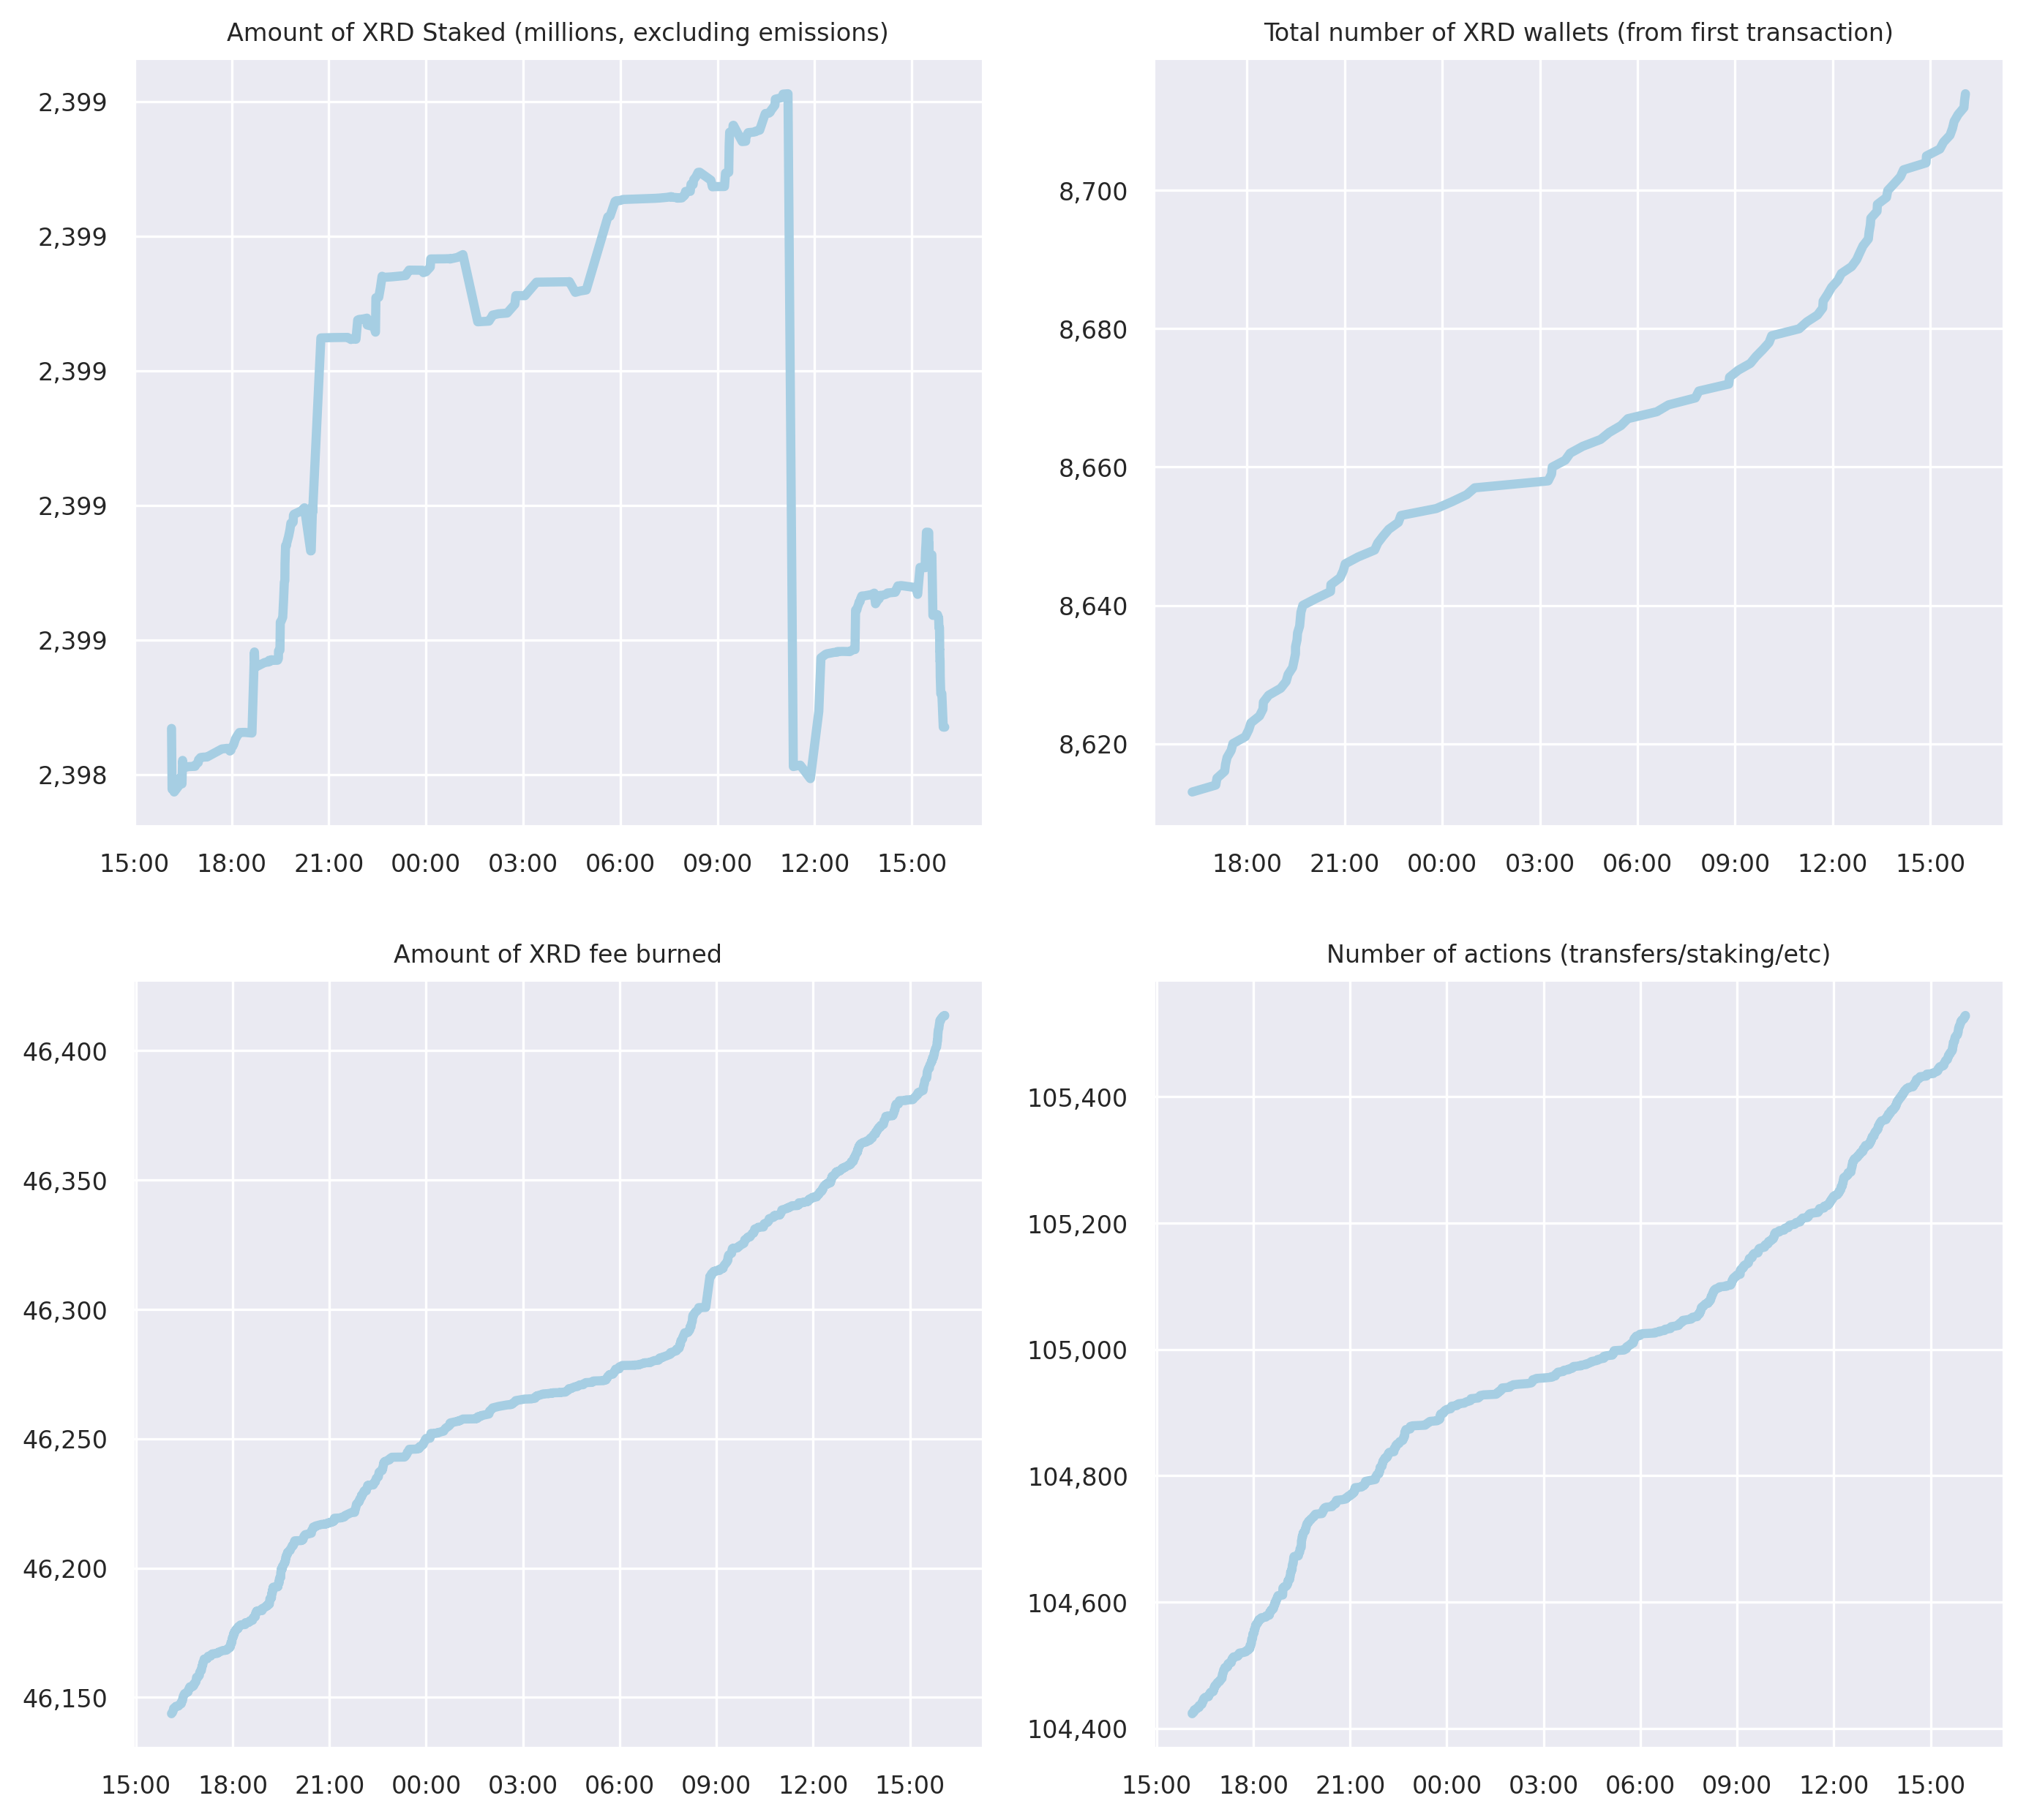 Amount of XRD Staked (millions, excluding emissions)
2,399
2,399
2,399
2,399
2,399
2,398
15:00 18:00 21:00 00:00 03:00 06:00 09:00 12:00 15:00
Total number of XRD wallets (from first transaction)
8,700
8,680
8,660
8,640
8,620
18:00 21:00 00:00 03:00 06:00 09:00 12:00 15:00
Amount of XRD fee burned
46,400
46,350
46,300
46,250
46,200
46,150
15:00 18:00 21:00 00:00 03:00 06:00 09:00 12:00 15:00
Number of actions (transfers/staking/etc)
105,400
105,200
105,000
104,800
104,600
104,400
15:00 18:00 21:00 00:00 03:00 06:00 09:00 12:00 15:00